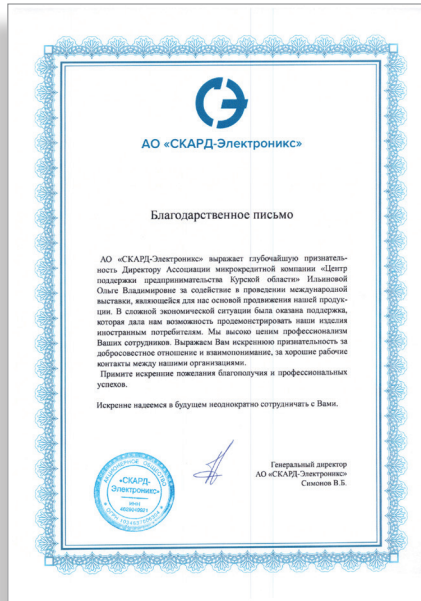 СЭ
АО «СКАРД-Электроникс»
Благодарственное письмо
АО «СКАРД-Электроникс» выражает глубочайшую признатель-
ность Директору Ассоциации микрокредитной компании «Центр
поддержки предпринимательства Курской области» Ильиновой
Ольге Владимировне за содействие в проведении международной
выставки, являющейся для нас основой продвижения нашей продук-
ции. В сложной экономической ситуации была оказана поддержка,
которая дала нам возможность продемонстрировать наши изделия
иностранным потребителям. Мы высоко ценим профессионализм
Ваших сотрудников. Выражаем Вам искреннюю признательность за
добросовестное отношение и взаимопонимание, за хорошие рабочие
контакты между нашими организациями.
Примите искренние пожелания благополучия и профессиональных
успехов.
Искренне надеемся в будущем неоднократно сотрудничать с Вами.
Генеральный директор
АО «СКАРД-Электроникс»
Симонов В.Б.
АКЦИОНЕРНОЕ ОБЩЕСТВО
«СКАРД-
Электроникс»